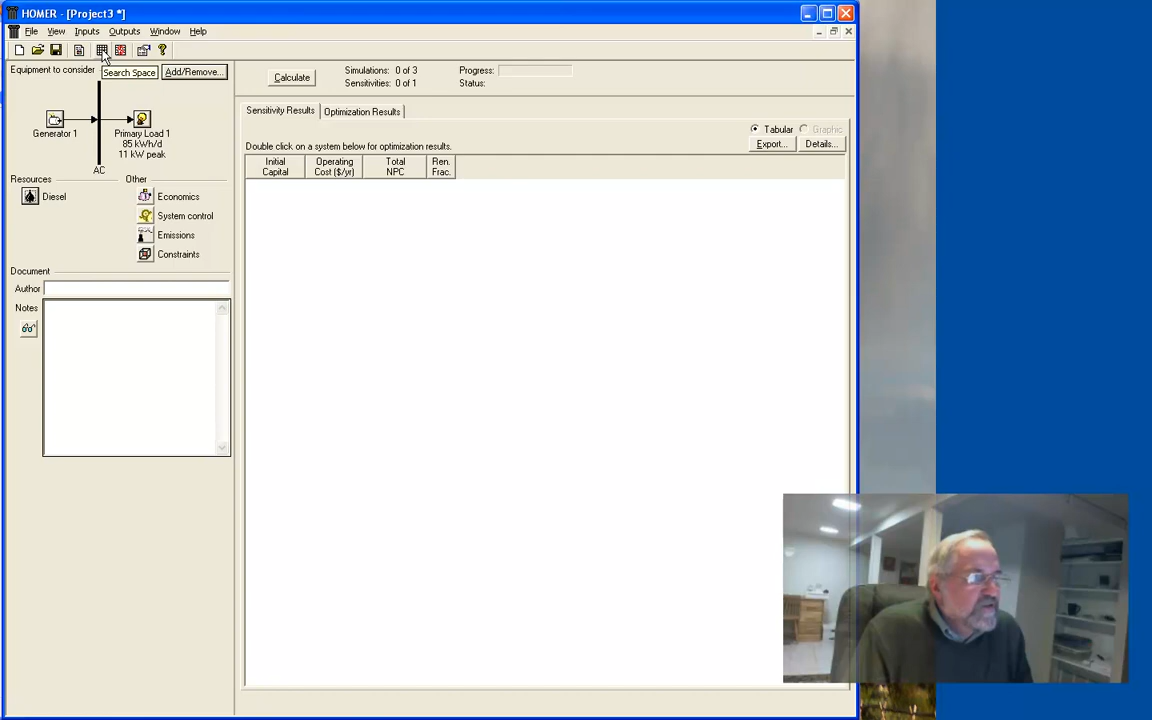 HOMER - [Project3 *]
File View Inputs Outputs Window Help
Equipment to consider
Add/Remove...
Search Space
Generator 1
Primary Load 1
85 kWh/d
11 kW peak
AC
Resources
Other
Diesel
Economics
System control
Emissions
Constraints
Document
Author
Notes
Calculate
Simulations: 0 of 3
Sensitivities: 0 of 1
Progress:
Status:
Sensitivity Results
Optimization Results
Tabular
Graphic
Double click on a system below for optimization results.
Export...
Details...
Initial Capital
Operating Cost ($/yr)
Total NPC
Ren. Frac.